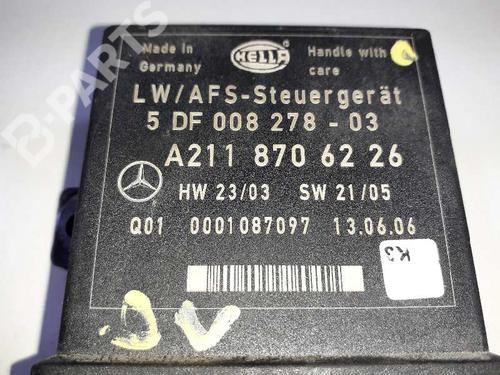 Made in Germany
HELLA
Handle with care
LW/AFS-Steuergerät
5 DF 008 278 - 03
A211 870 62 26
HW 23/03 SW 21/05
Q01 0001087097 13.06.06
K3
DV
B-PARTS